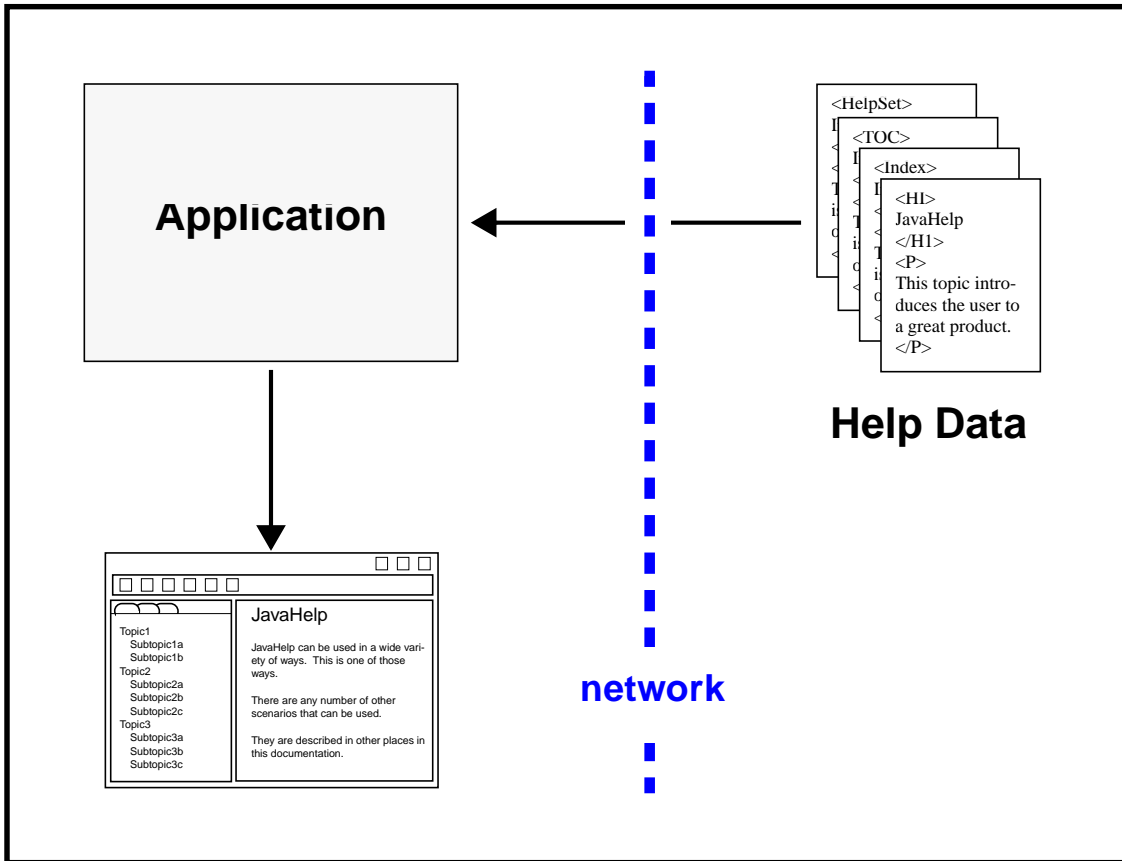 Application
<HelpSet>
<TOC>
<Index>
<HI>
JavaHelp
</H1>
<P>
This topic intro-
duces the user to
a great product.
</P>
Help Data
network
JavaHelp
JavaHelp can be used in a wide vari-
ety of ways.  This is one of those
ways.
There are any number of other
scenarios that can be used.
They are described in other places in
this documentation.
Topic1
Subtopic1a
Subtopic1b
Topic2
Subtopic2a
Subtopic2b
Subtopic2c
Topic3
Subtopic3a
Subtopic3b
Subtopic3c